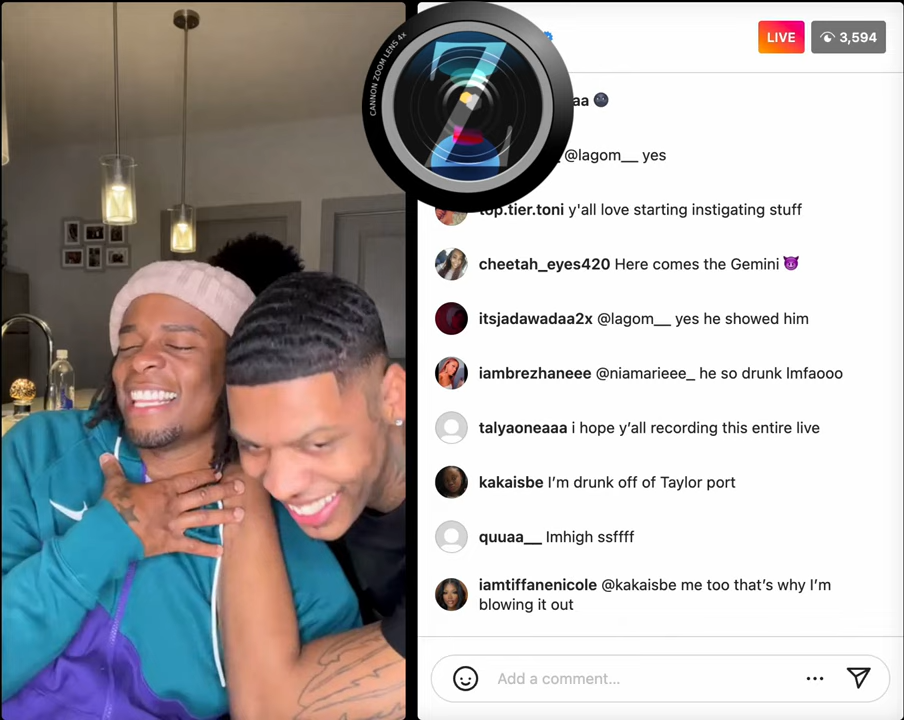 CANNON ZOOM LENS 4x
Z
LIVE
3,594
aa
@lagom__ yes
top.tier.toni y'all love starting instigating stuff
cheetah_eyes420 Here comes the Gemini 😈
itsjadawadaa2x @lagom__ yes he showed him
iambrezhaneee @niamarieee_ he so drunk lmfaooo
talyaoneaaa i hope y'all recording this entire live
kakaisbe I'm drunk off of Taylor port
quuaa__ Imhigh ssffff
iamtiffanenicole @kakaisbe me too that's why I'm
blowing it out
Add a comment...